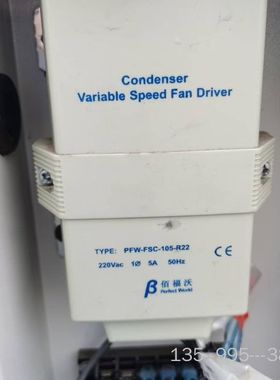 Condenser
Variable Speed Fan Driver
TYPE: PFW-FSC-105-R22
220Vac 1Ø 5A 50Hz
CE
β 佰福沃
Perfect World